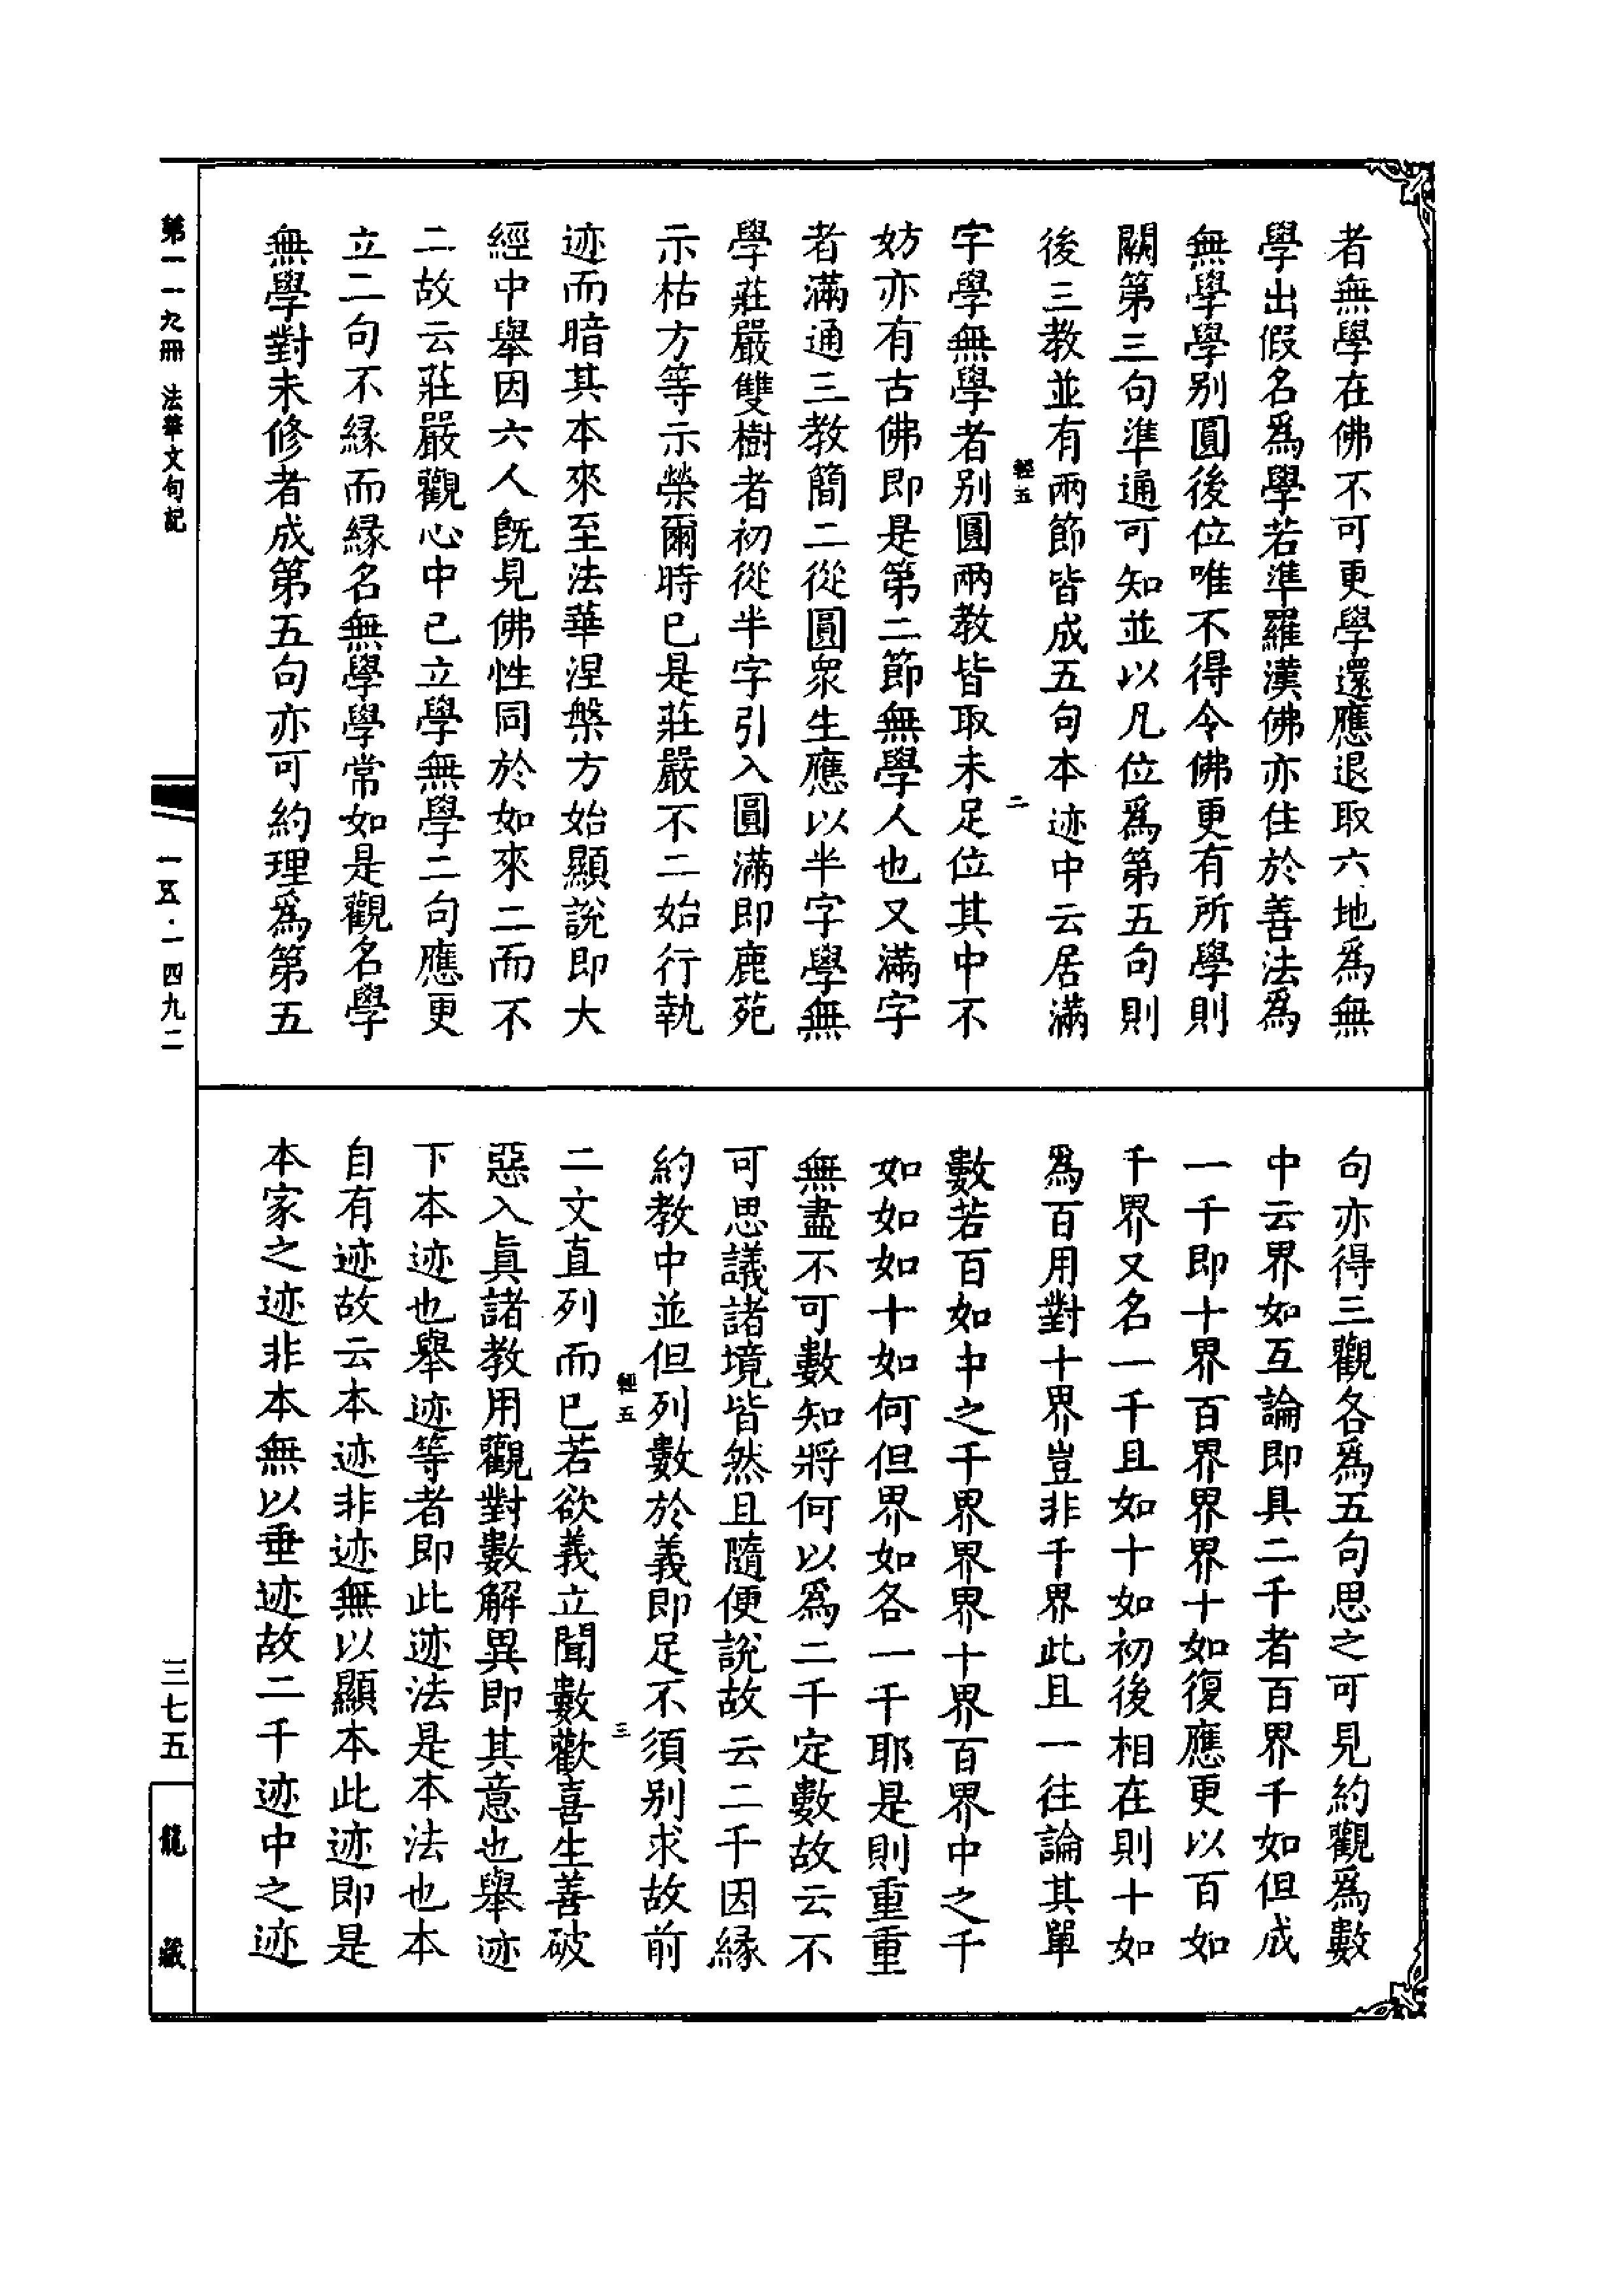 者無學在佛不可更學還應退取六地為無
學出假名為學若準羅漢佛亦住於善法為
無學學別圓後位唯不得令佛更有所學則
闕第三句準通可知並以凡位為第五句則
後三教並有兩節皆成五句本迹中云居滿
輕五 二
字學無學者別圓兩教皆取未足位其中不
妨亦有古佛即是第二節無學人也又滿字
者滿通三教簡二從圓眾生應以半字學無
學莊嚴雙樹者初從半字引入圓滿即鹿苑
示枯方等示榮爾時已是莊嚴不二始行執
迹而暗其本來至法華涅槃方始顯說即大
經中舉因六人既見佛性同於如來二而不
二故云莊嚴觀心中已立學無學二句應更
立二句不緣而緣名無學學常如是觀名學
無學對未修者成第五句亦可約理為第五
句亦得三觀各為五句思之可見約觀為數
中云界如互論即具二千者百界千如但成
一千即十界百界界界十如復應更以百如
千界又名一千且如十如初後相在則十如
為百用對十界豈非千界此且一往論其單
數若百如中之千界界界十界百界中之千
如如如十如何但界如各一千耶是則重重
無盡不可數知將何以為二千定數故云不
可思議諸境皆然且隨便說故云二千因緣
約教中並但列數於義即足不須別求故前
輕五 三
二文直列而已若欲義立聞數歡喜生善破
惡入眞諸教用觀對數解異即其意也舉迹
下本迹也舉迹等者即此迹法是本法也本
自有迹故云本迹非迹無以顯本此迹即是
本家之迹非本無以垂迹故二千迹中之迹
第一一九冊 法華文句記
一五·一四九二
三七五
龍藏